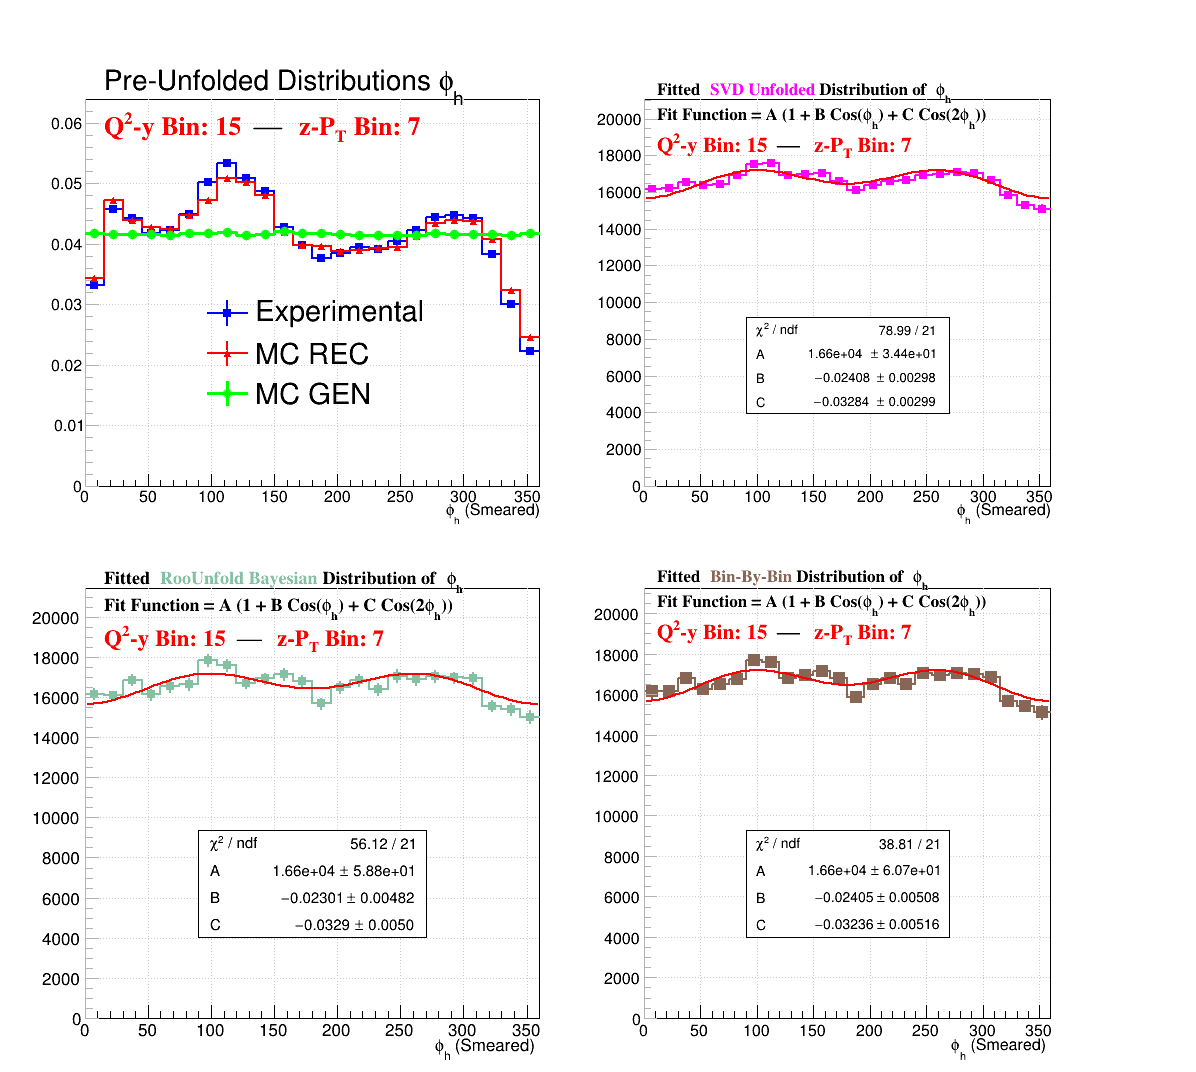 Pre-Unfolded Distributions ϕh
Q²-y Bin: 15 — z-PT Bin: 7
0.06
0.05
0.04
0.03
0.02
0.01
0
Experimental
MC REC
MC GEN
0 50 100 150 200 250 300 350
ϕh (Smeared)
Fitted SVD Unfolded Distribution of ϕh
Fit Function = A (1 + B Cos(ϕh) + C Cos(2ϕh))
Q²-y Bin: 15 — z-PT Bin: 7
20000
18000
16000
14000
12000
10000
8000
6000
4000
2000
0
χ² / ndf 78.99 / 21
A 1.66e+04 ± 3.44e+01
B −0.02408 ± 0.00298
C −0.03284 ± 0.00299
0 50 100 150 200 250 300 350
ϕh (Smeared)
Fitted RooUnfold Bayesian Distribution of ϕh
Fit Function = A (1 + B Cos(ϕh) + C Cos(2ϕh))
Q²-y Bin: 15 — z-PT Bin: 7
20000
18000
16000
14000
12000
10000
8000
6000
4000
2000
0
χ² / ndf 56.12 / 21
A 1.66e+04 ± 5.88e+01
B −0.02301 ± 0.00482
C −0.0329 ± 0.0050
0 50 100 150 200 250 300 350
ϕh (Smeared)
Fitted Bin-By-Bin Distribution of ϕh
Fit Function = A (1 + B Cos(ϕh) + C Cos(2ϕh))
Q²-y Bin: 15 — z-PT Bin: 7
20000
18000
16000
14000
12000
10000
8000
6000
4000
2000
0
χ² / ndf 38.81 / 21
A 1.66e+04 ± 6.07e+01
B −0.02405 ± 0.00508
C −0.03236 ± 0.00516
0 50 100 150 200 250 300 350
ϕh (Smeared)